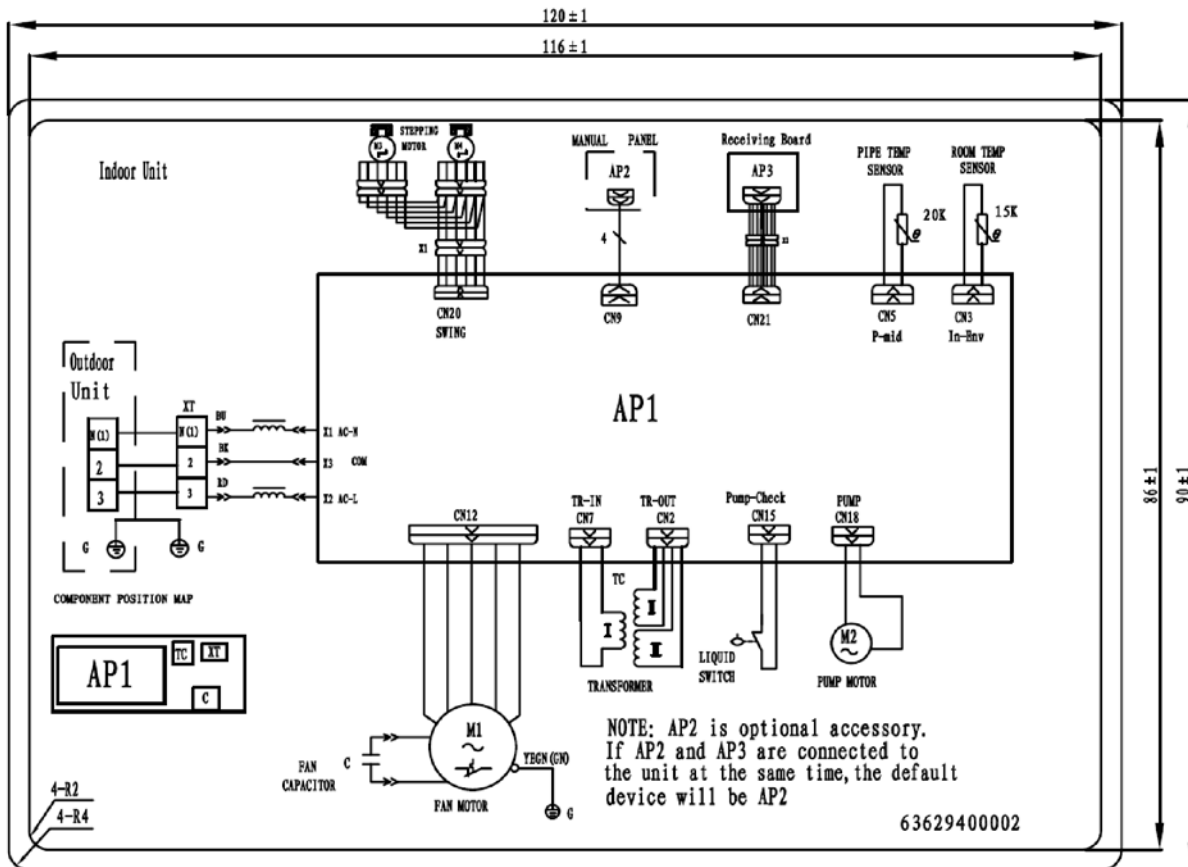 120±1
116±1
Indoor Unit
STEPPING
MOTOR
M3
M4
MANUAL PANEL
AP2
Receiving Board
AP3
PIPE TEMP
SENSOR
ROOM TEMP
SENSOR
20K
θ
15K
θ
4
X1
CN20
SWING
CN9
CN21
CN5
P-mid
CN3
In-Env
Outdoor
Unit
XT
N(1)
N(1)
BU
X1 AC-N
2
2
BK
X3 COM
3
3
RD
X2 AC-L
G
G
AP1
86±1
90±1
CN12
TR-IN
CN7
TR-OUT
CN2
Pump-Check
CN15
PUMP
CN18
COMPONENT POSITION MAP
AP1
TC
XT
C
TC
I
II
II
TRANSFORMER
LIQUID
SWITCH
M2
PUMP MOTOR
M1
FAN
CAPACITOR
C
YEGN(GN)
G
FAN MOTOR
NOTE: AP2 is optional accessory.
If AP2 and AP3 are connected to
the unit at the same time, the default
device will be AP2
63629400002
4-R2
4-R4